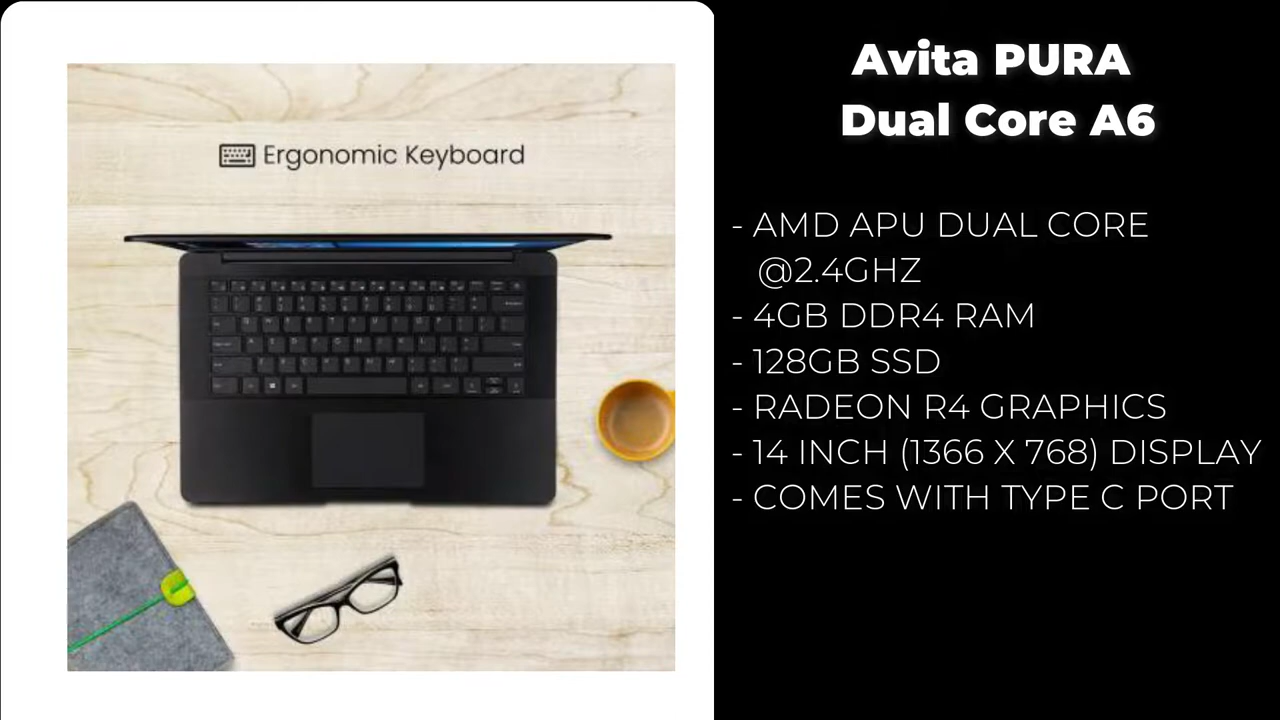 Ergonomic Keyboard
Avita PURA
Dual Core A6
- AMD APU DUAL CORE
@2.4GHZ
- 4GB DDR4 RAM
- 128GB SSD
- RADEON R4 GRAPHICS
- 14 INCH (1366 X 768) DISPLAY
- COMES WITH TYPE C PORT